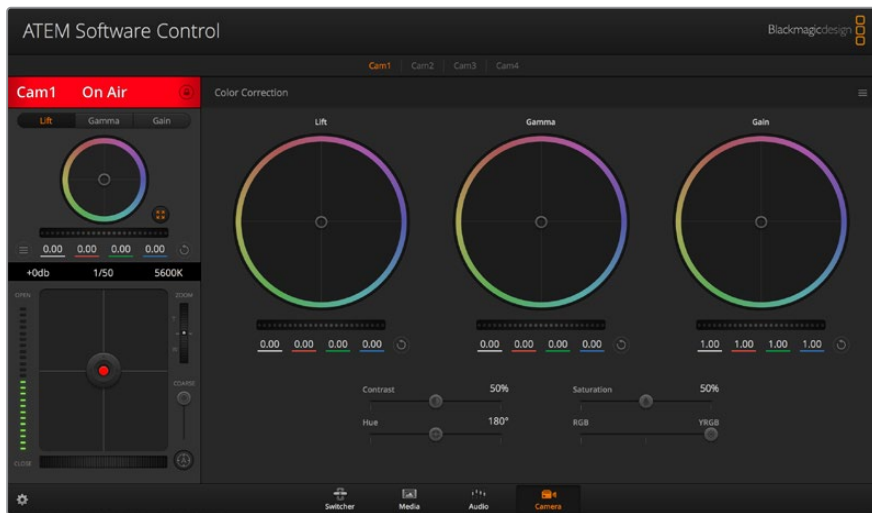 ATEM Software Control
Blackmagicdesign
Cam1 Cam2 Cam3 Cam4
Cam1 On Air
Color Correction
Lift Gamma Gain
Lift Gamma Gain
0.00 0.00 0.00 0.00
+0db 1/50 5600K
OPEN ZOOM
T
W
COARSE
CLOSE
0.00 0.00 0.00 0.00 0.00 0.00 0.00 0.00 1.00 1.00 1.00 1.00
Contrast 50% Saturation 50%
Hue 180° RGB YRGB
Switcher Media Audio Camera